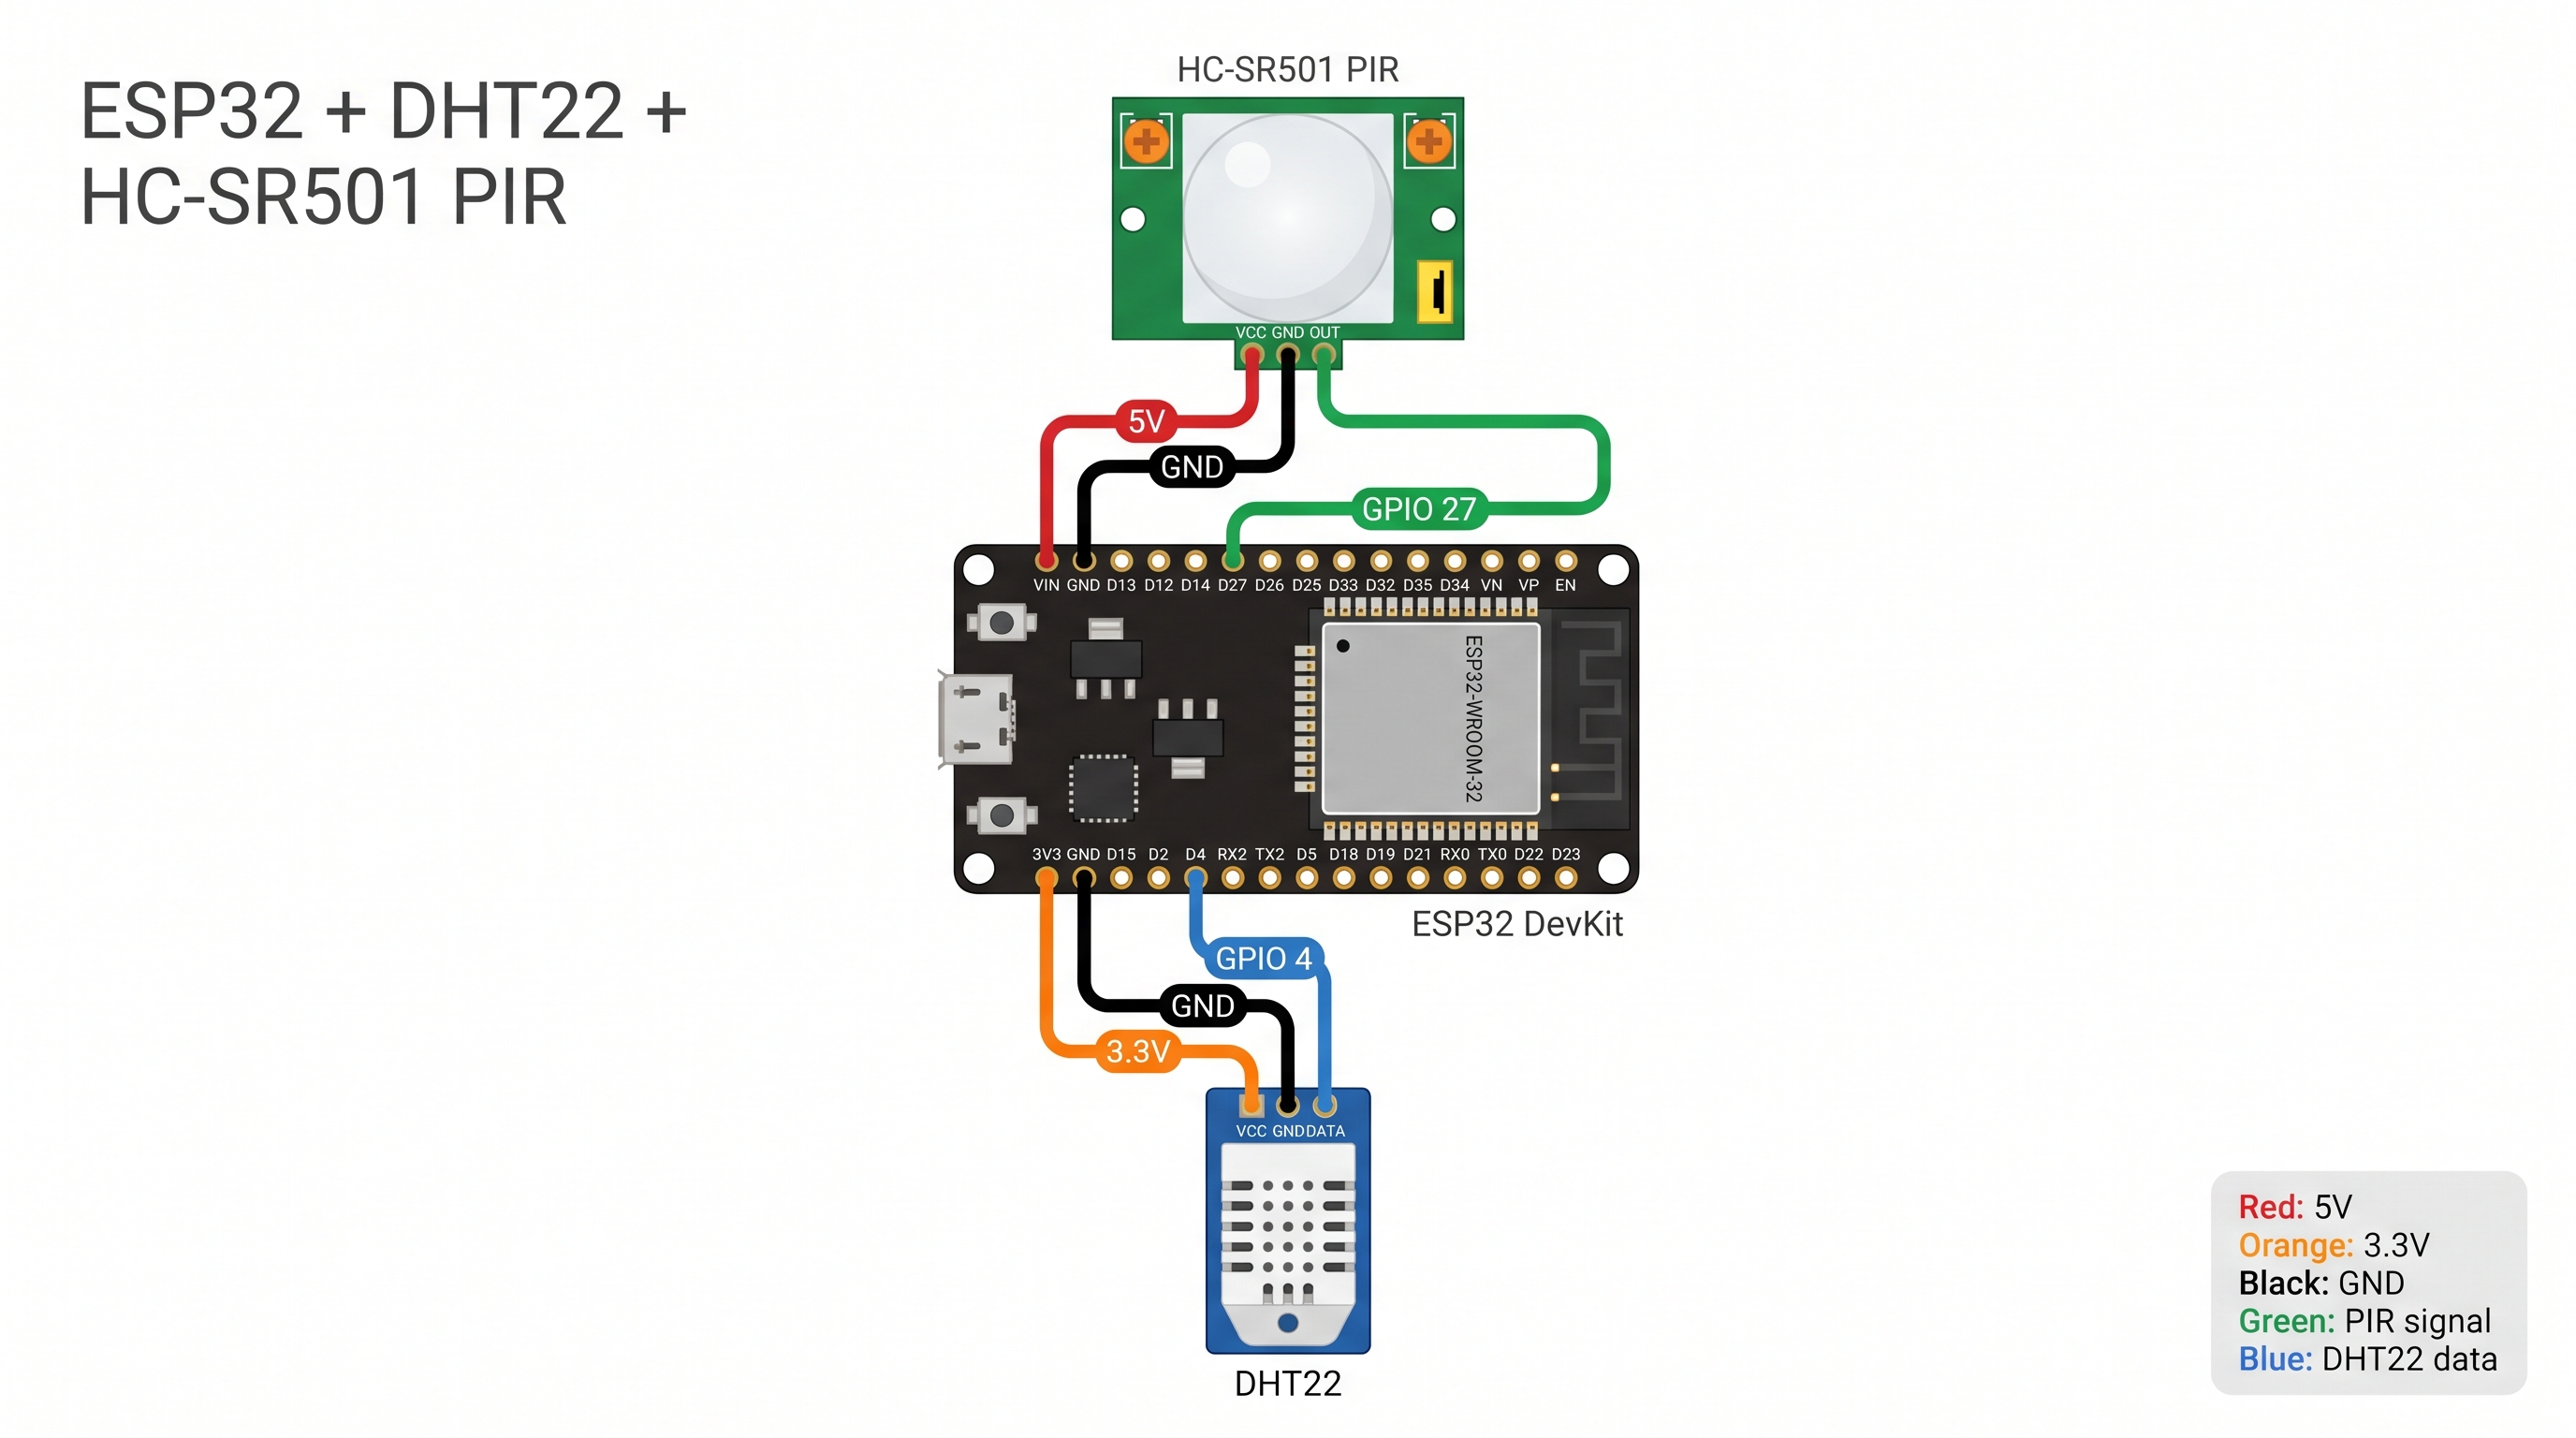 ESP32 + DHT22 +
HC-SR501 PIR
HC-SR501 PIR
VCC GND OUT
5V
GND
GPIO 27
VIN GND D13 D12 D14 D27 D26 D25 D33 D32 D35 D34 VN VP EN
ESP32-WROOM-32
3V3 GND D15 D2 D4 RX2 TX2 D5 D18 D19 D21 RX0 TX0 D22 D23
ESP32 DevKit
GPIO 4
GND
3.3V
VCC GND DATA
DHT22
Red: 5V
Orange: 3.3V
Black: GND
Green: PIR signal
Blue: DHT22 data